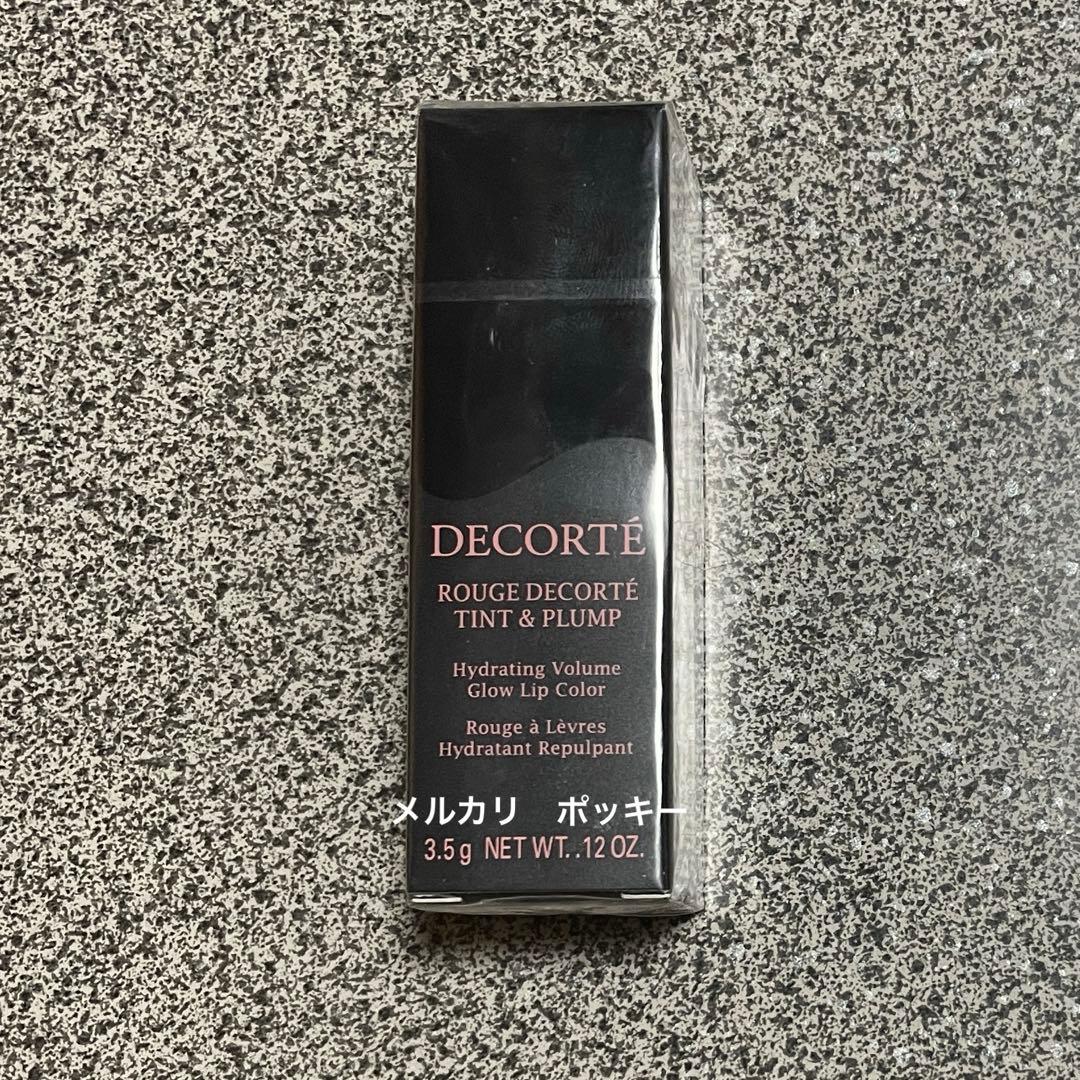 DECORTÉ
ROUGE DECORTÉ
TINT & PLUMP
Hydrating Volume
Glow Lip Color
Rouge à Lèvres
Hydratant Repulpant
メルカリ　ポッキー
3.5 g NET WT. .12 OZ.